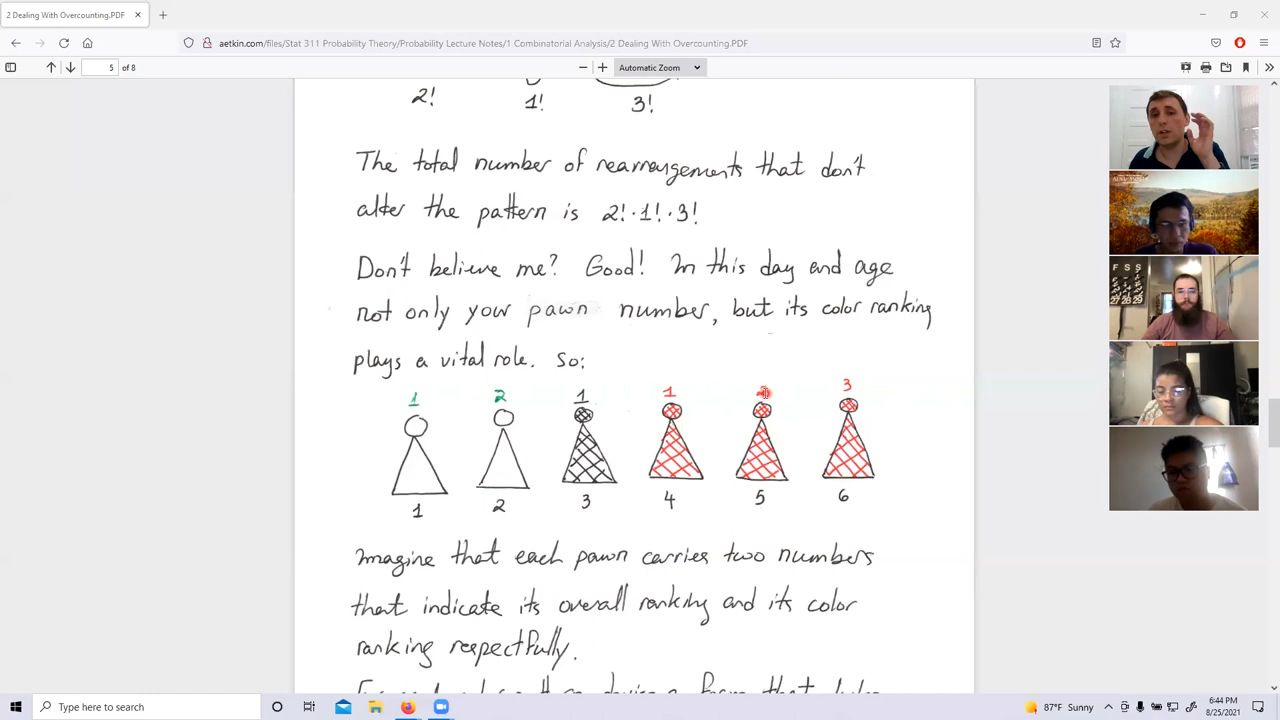 2 Dealing With Overcounting.PDF
aetkin.com/files/Stat 311 Probability Theory/Probability Lecture Notes/1 Combinatorial Analysis/2 Dealing With Overcounting.PDF
5 of 8
Automatic Zoom
2! 1! 3!
The total number of rearrangements that don't
alter the pattern is 2!·1!·3!
Don't believe me? Good! In this day and age
not only your pawn number, but its color ranking
plays a vital role. So:
1 2 1 1 3
1 2 3 4 5 6
Imagine that each pawn carries two numbers
that indicate its overall ranking and its color
ranking respectfully.
Type here to search
87°F Sunny
6:44 PM
8/25/2021